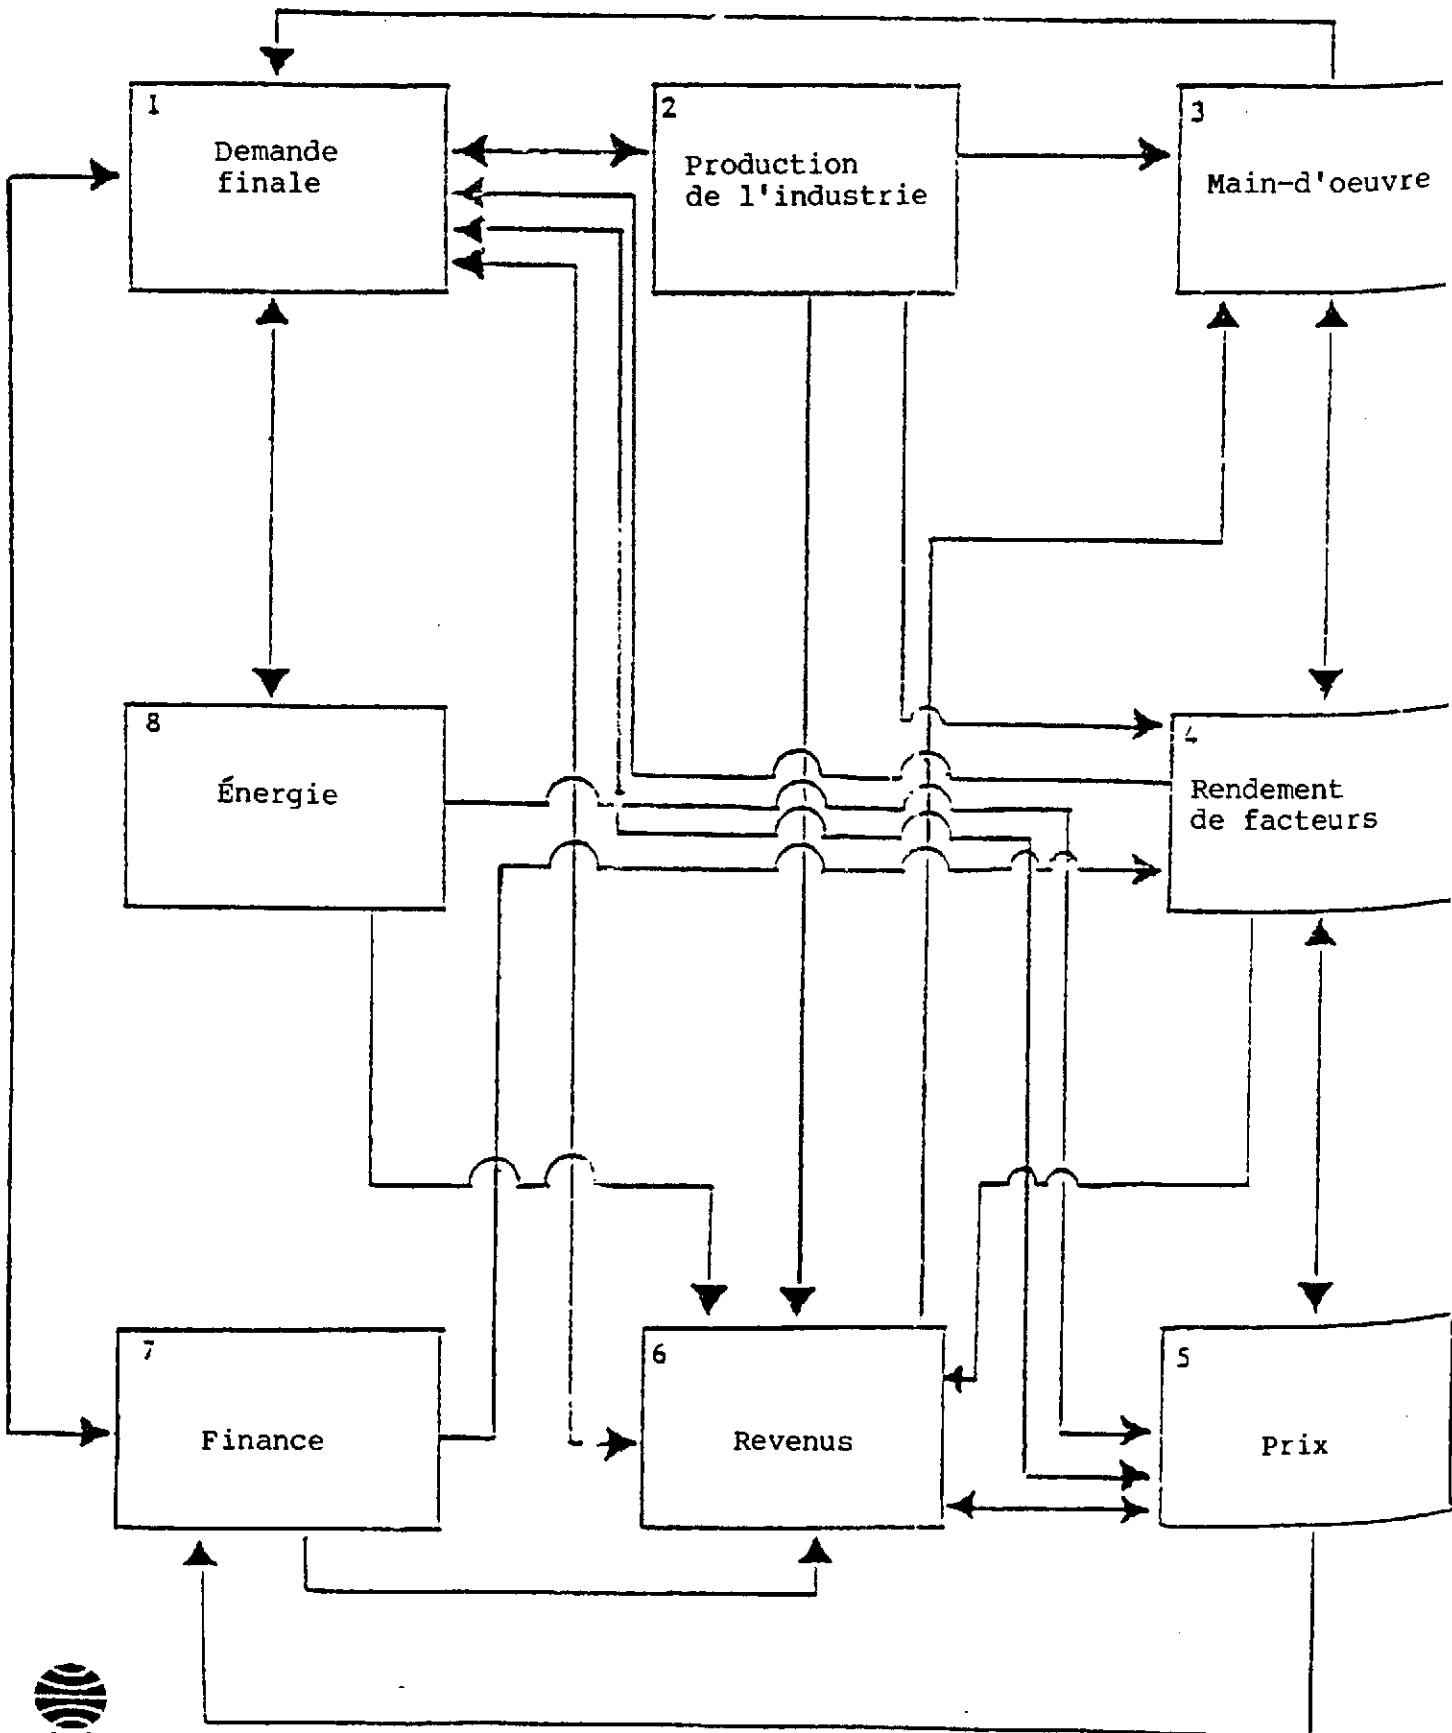 1
Demande
finale
2
Production
de l'industrie
3
Main-d'oeuvre
8
Énergie
4
Rendement
de facteurs
7
Finance
6
Revenus
5
Prix